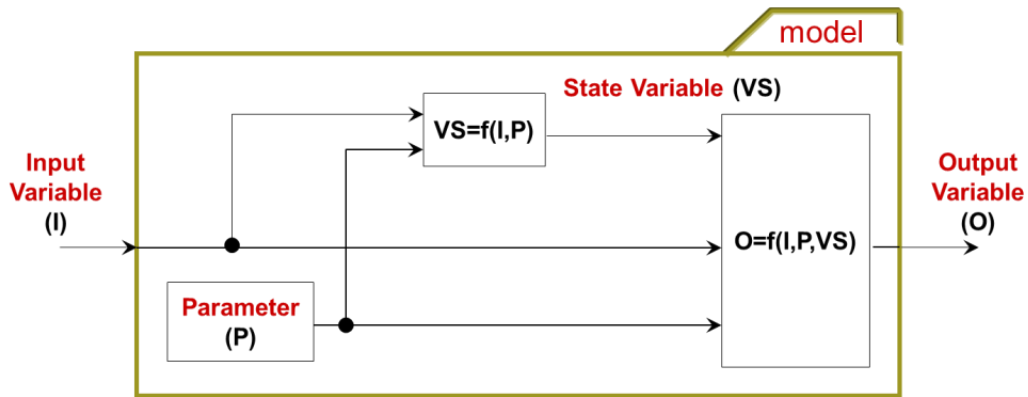 model
State Variable (VS)
VS=f(I,P)
Input
Variable
(I)
Output
Variable
(O)
O=f(I,P,VS)
Parameter
(P)